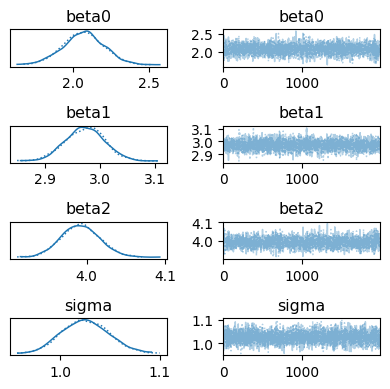 beta0 beta0
2.5
2.0
2.0 2.5 0 1000
beta1 beta1
3.1
3.0
2.9
2.9 3.0 3.1 0 1000
beta2 beta2
4.1
4.0
4.0 4.1 0 1000
sigma sigma
1.1
1.0
1.0 1.1 0 1000